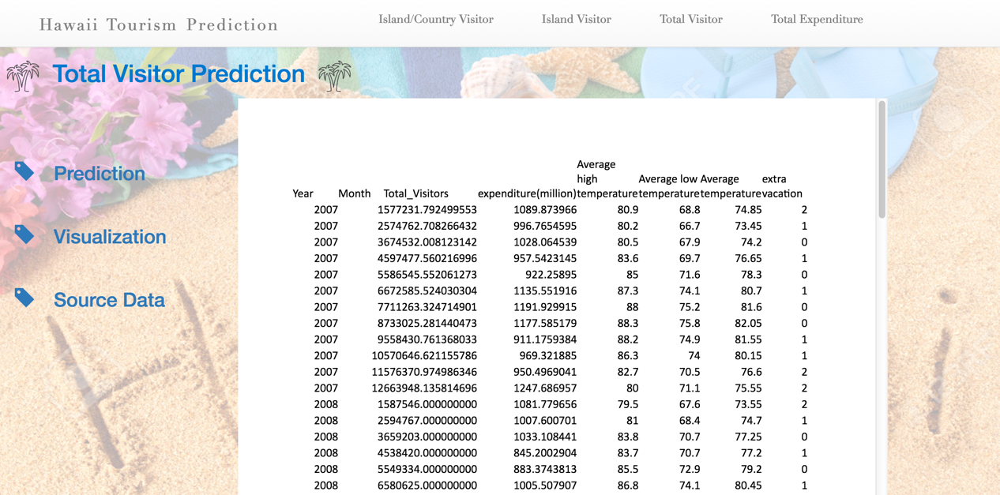 Hawaii Tourism Prediction Island/Country Visitor Island Visitor Total Visitor Total Expenditure
Total Visitor Prediction
Prediction
Visualization
Source Data
Average
high Average low Average extra
Year Month Total_Visitors expenditure(million) temperature temperature temperature vacation
2007 1577231.792499553 1089.873966 80.9 68.8 74.85 2
2007 2574762.708266432 996.7654595 80.2 66.7 73.45 1
2007 3674532.008123142 1028.064539 80.5 67.9 74.2 0
2007 4597477.560216996 957.5423145 83.6 69.7 76.65 1
2007 5586545.552061273 922.25895 85 71.6 78.3 0
2007 6672585.524030304 1135.551916 87.3 74.1 80.7 1
2007 7711263.324714901 1191.929915 88 75.2 81.6 0
2007 8733025.281440473 1177.585179 88.3 75.8 82.05 0
2007 9558430.761368033 911.1759384 88.2 74.9 81.55 1
2007 10570646.621155786 969.321885 86.3 74 80.15 1
2007 11576370.974986346 950.4969041 82.7 70.5 76.6 2
2007 12663948.135814696 1247.686957 80 71.1 75.55 2
2008 1587546.000000000 1081.779656 79.5 67.6 73.55 2
2008 2594767.000000000 1007.600701 81 68.4 74.7 1
2008 3659203.000000000 1033.108441 83.8 70.7 77.25 0
2008 4538420.000000000 845.2002904 83.7 70.7 77.2 1
2008 5549334.000000000 883.3743813 85.5 72.9 79.2 0
2008 6580625.000000000 1005.507907 86.8 74.1 80.45 1